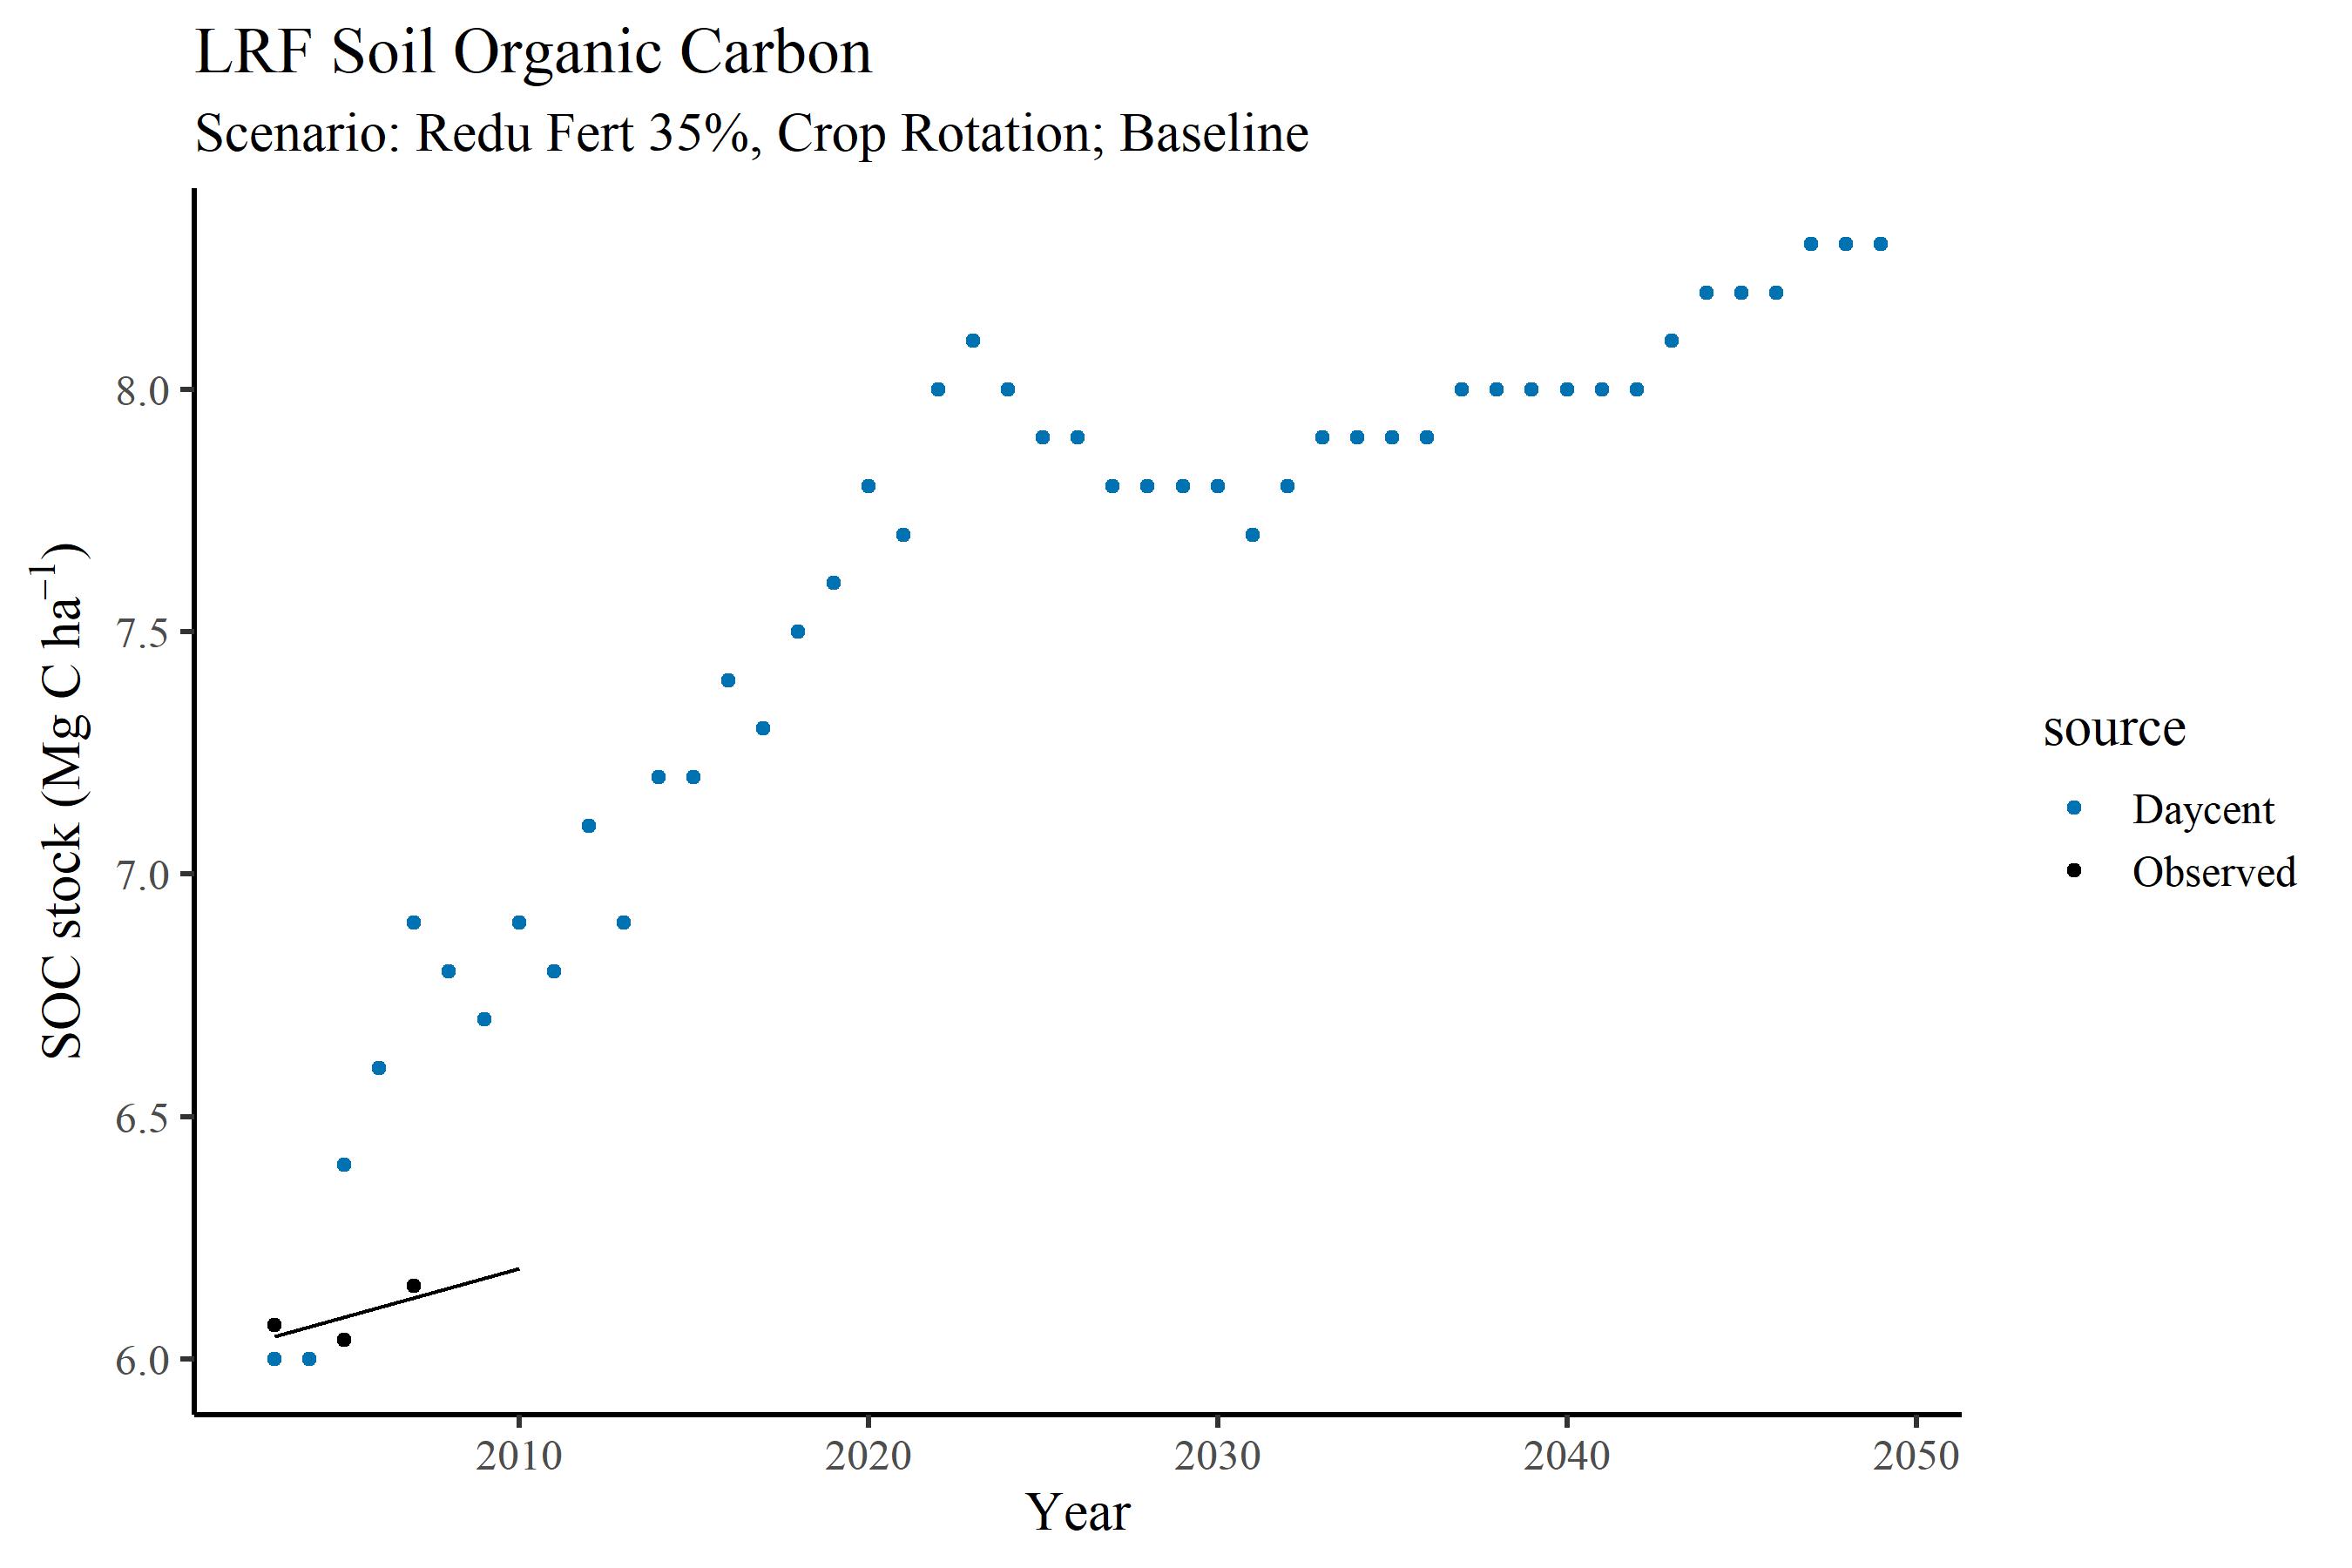 LRF Soil Organic Carbon
Scenario: Redu Fert 35%, Crop Rotation; Baseline
SOC stock (Mg C ha⁻¹)
8.0
7.5
7.0
6.5
6.0
source
Daycent
Observed
2010 2020 2030 2040 2050
Year